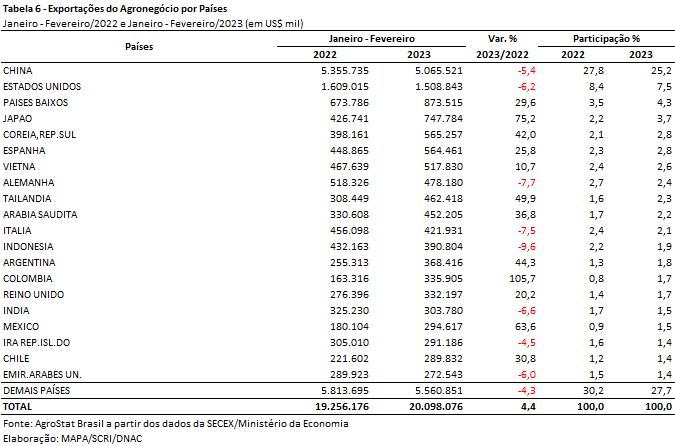 Tabela 6 - Exportações do Agronegócio por Países
Janeiro - Fevereiro/2022 e Janeiro - Fevereiro/2023 (em US$ mil)
Países Janeiro - Fevereiro Var. % Participação %
2022 2023 2023/2022 2022 2023
CHINA 5.355.735 5.065.521 -5,4 27,8 25,2
ESTADOS UNIDOS 1.609.015 1.508.843 -6,2 8,4 7,5
PAISES BAIXOS 673.786 873.515 29,6 3,5 4,3
JAPAO 426.741 747.784 75,2 2,2 3,7
COREIA,REP.SUL 398.161 565.257 42,0 2,1 2,8
ESPANHA 448.865 564.461 25,8 2,3 2,8
VIETNA 467.639 517.830 10,7 2,4 2,6
ALEMANHA 518.326 478.180 -7,7 2,7 2,4
TAILANDIA 308.449 462.418 49,9 1,6 2,3
ARABIA SAUDITA 330.608 452.205 36,8 1,7 2,2
ITALIA 456.098 421.931 -7,5 2,4 2,1
INDONESIA 432.163 390.804 -9,6 2,2 1,9
ARGENTINA 255.313 368.416 44,3 1,3 1,8
COLOMBIA 163.316 335.905 105,7 0,8 1,7
REINO UNIDO 276.396 332.197 20,2 1,4 1,7
INDIA 325.230 303.780 -6,6 1,7 1,5
MEXICO 180.104 294.617 63,6 0,9 1,5
IRA REP.ISL.DO 305.010 291.186 -4,5 1,6 1,4
CHILE 221.602 289.832 30,8 1,2 1,4
EMIR.ARABES UN. 289.923 272.543 -6,0 1,5 1,4
DEMAIS PAÍSES 5.813.695 5.560.851 -4,3 30,2 27,7
TOTAL 19.256.176 20.098.076 4,4 100,0 100,0
Fonte: AgroStat Brasil a partir dos dados da SECEX/Ministério da Economia
Elaboração: MAPA/SCRI/DNAC